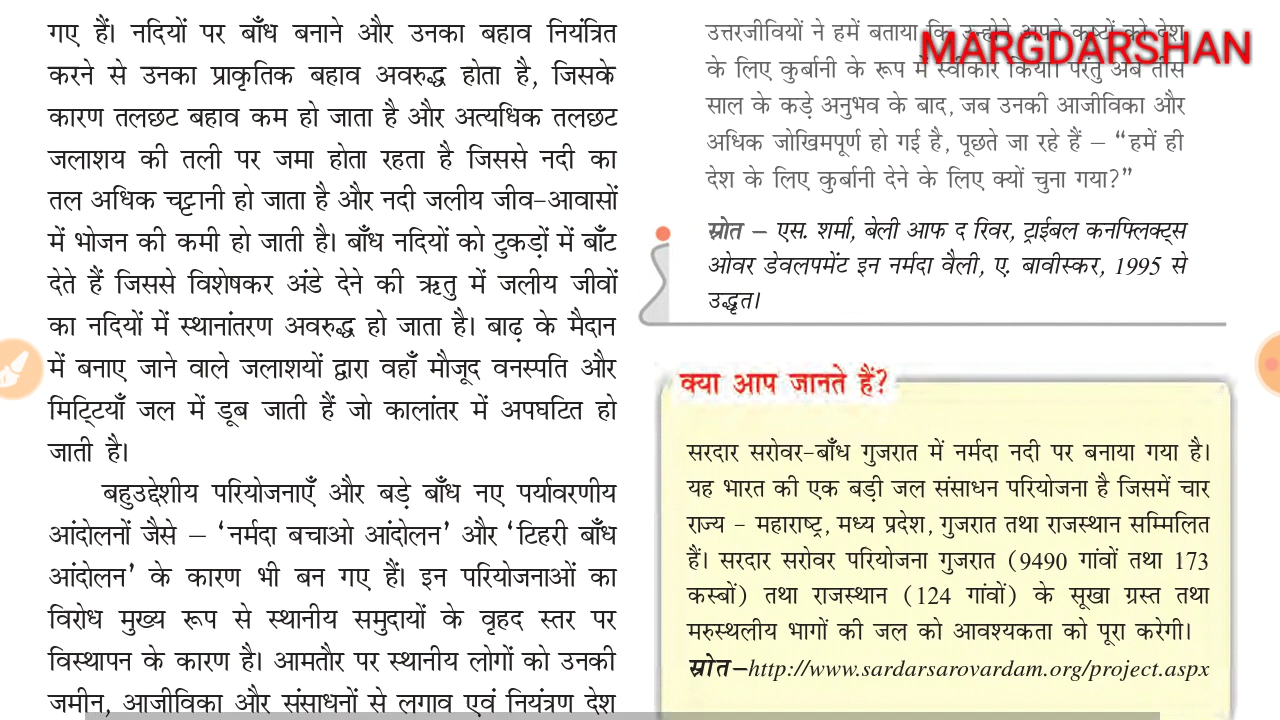 गए हैं। नदियों पर बाँध बनाने और उनका बहाव नियंत्रित
करने से उनका प्राकृतिक बहाव अवरुद्ध होता है, जिसके
कारण तलछट बहाव कम हो जाता है और अत्यधिक तलछट
जलाशय की तली पर जमा होता रहता है जिससे नदी का
तल अधिक चट्टानी हो जाता है और नदी जलीय जीव-आवासों
में भोजन की कमी हो जाती है। बाँध नदियों को टुकड़ों में बाँट
देते हैं जिससे विशेषकर अंडे देने की ऋतु में जलीय जीवों
का नदियों में स्थानांतरण अवरुद्ध हो जाता है। बाढ़ के मैदान
में बनाए जाने वाले जलाशयों द्वारा वहाँ मौजूद वनस्पति और
मिट्टियाँ जल में डूब जाती हैं जो कालांतर में अपघटित हो
जाती है।
बहुउद्देशीय परियोजनाएँ और बड़े बाँध नए पर्यावरणीय
आंदोलनों जैसे – ‘नर्मदा बचाओ आंदोलन’ और ‘टिहरी बाँध
आंदोलन’ के कारण भी बन गए हैं। इन परियोजनाओं का
विरोध मुख्य रूप से स्थानीय समुदायों के वृहद स्तर पर
विस्थापन के कारण है। आमतौर पर स्थानीय लोगों को उनकी
जमीन, आजीविका और संसाधनों से लगाव एवं नियंत्रण देश
MARGDARSHAN
उत्तरजीवियों ने हमें बताया कि उन्होंने अपने कष्टों को देश
के लिए कुर्बानी के रूप में स्वीकार किया। परंतु अब तीस
साल के कड़े अनुभव के बाद, जब उनकी आजीविका और
अधिक जोखिमपूर्ण हो गई है, पूछते जा रहे हैं – “हमें ही
देश के लिए कुर्बानी देने के लिए क्यों चुना गया?”
स्रोत – एस. शर्मा, बेली आफ द रिवर, ट्राईबल कनफ्लिक्ट्स
ओवर डेवलपमेंट इन नर्मदा वैली, ए. बावीस्कर, 1995 से
उद्धृत।
क्या आप जानते हैं?
सरदार सरोवर-बाँध गुजरात में नर्मदा नदी पर बनाया गया है।
यह भारत की एक बड़ी जल संसाधन परियोजना है जिसमें चार
राज्य - महाराष्ट्र, मध्य प्रदेश, गुजरात तथा राजस्थान सम्मिलित
हैं। सरदार सरोवर परियोजना गुजरात (9490 गांवों तथा 173
कस्बों) तथा राजस्थान (124 गांवों) के सूखा ग्रस्त तथा
मरुस्थलीय भागों की जल को आवश्यकता को पूरा करेगी।
स्रोत–http://www.sardarsarovardam.org/project.aspx